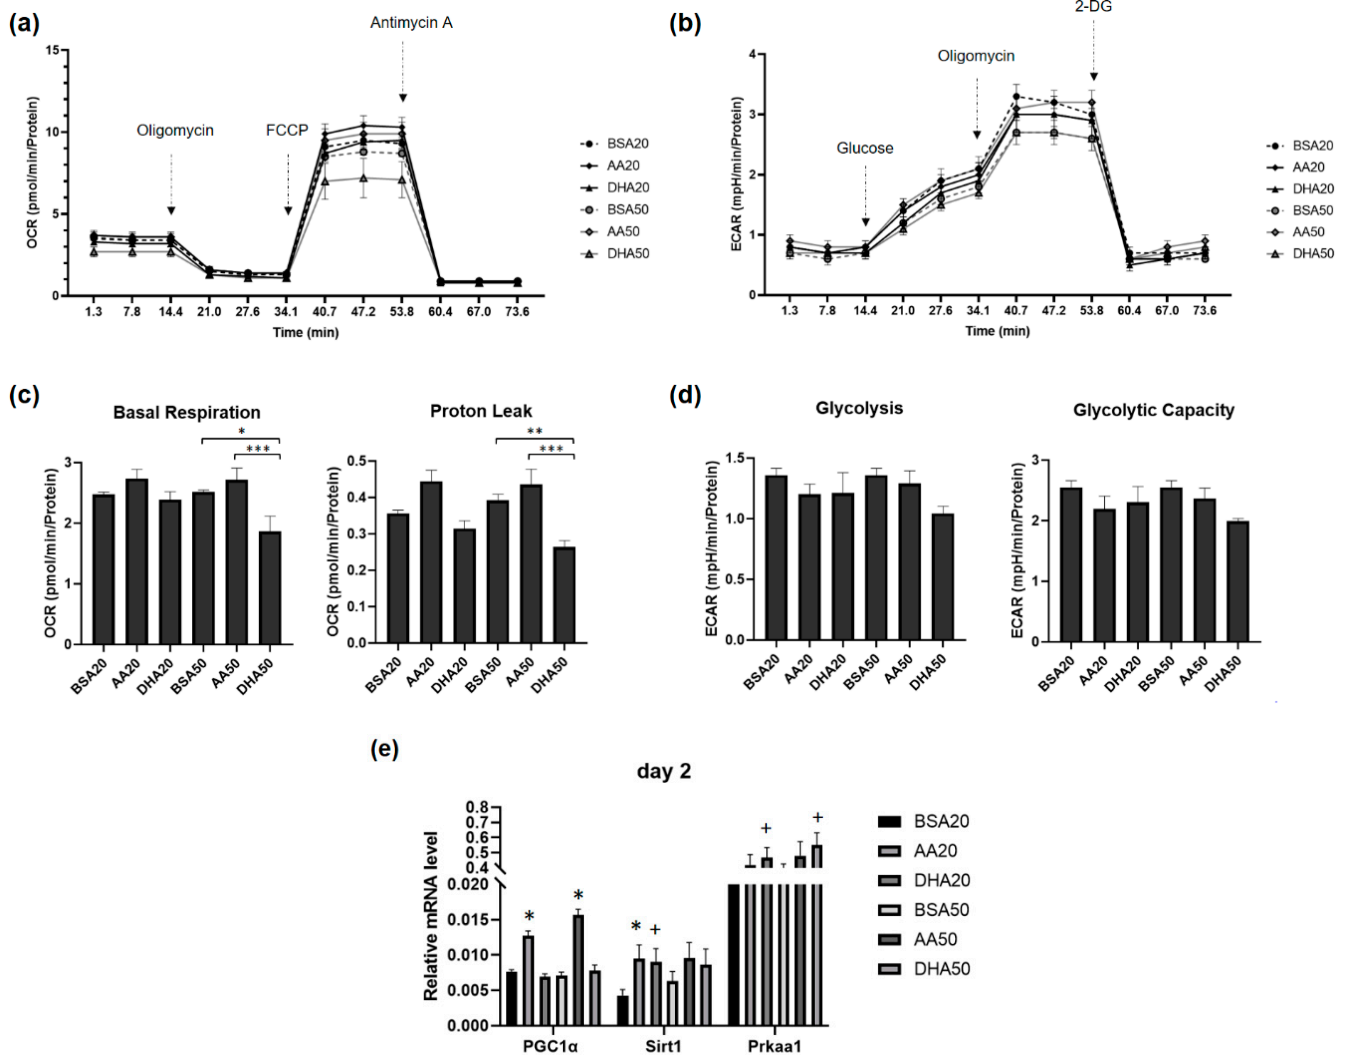 (a)
Antimycin A
15
10
5
0
OCR (pmol/min/Protein)
Oligomycin
FCCP
1.3 7.8 14.4 21.0 27.6 34.1 40.7 47.2 53.8 60.4 67.0 73.6
Time (min)
BSA20
AA20
DHA20
BSA50
AA50
DHA50
(b)
2-DG
Oligomycin
Glucose
4
3
2
1
0
ECAR (mpH/min/Protein)
1.3 7.8 14.4 21.0 27.6 34.1 40.7 47.2 53.8 60.4 67.0 73.6
Time (min)
BSA20
AA20
DHA20
BSA50
AA50
DHA50
(c)
Basal Respiration
*
***
3
2
1
0
OCR (pmol/min/Protein)
BSA20 AA20 DHA20 BSA50 AA50 DHA50
Proton Leak
**
***
0.5
0.4
0.3
0.2
0.1
0.0
OCR (pmol/min/Protein)
BSA20 AA20 DHA20 BSA50 AA50 DHA50
(d)
Glycolysis
1.5
1.0
0.5
0.0
ECAR (mpH/min/Protein)
BSA20 AA20 DHA20 BSA50 AA50 DHA50
Glycolytic Capacity
3
2
1
0
ECAR (mpH/min/Protein)
BSA20 AA20 DHA20 BSA50 AA50 DHA50
(e)
day 2
0.8
0.7
0.6
0.5
0.4
0.020
0.015
0.010
0.005
0.000
Relative mRNA level
* * * + + +
PGC1α Sirt1 Prkaa1
BSA20
AA20
DHA20
BSA50
AA50
DHA50